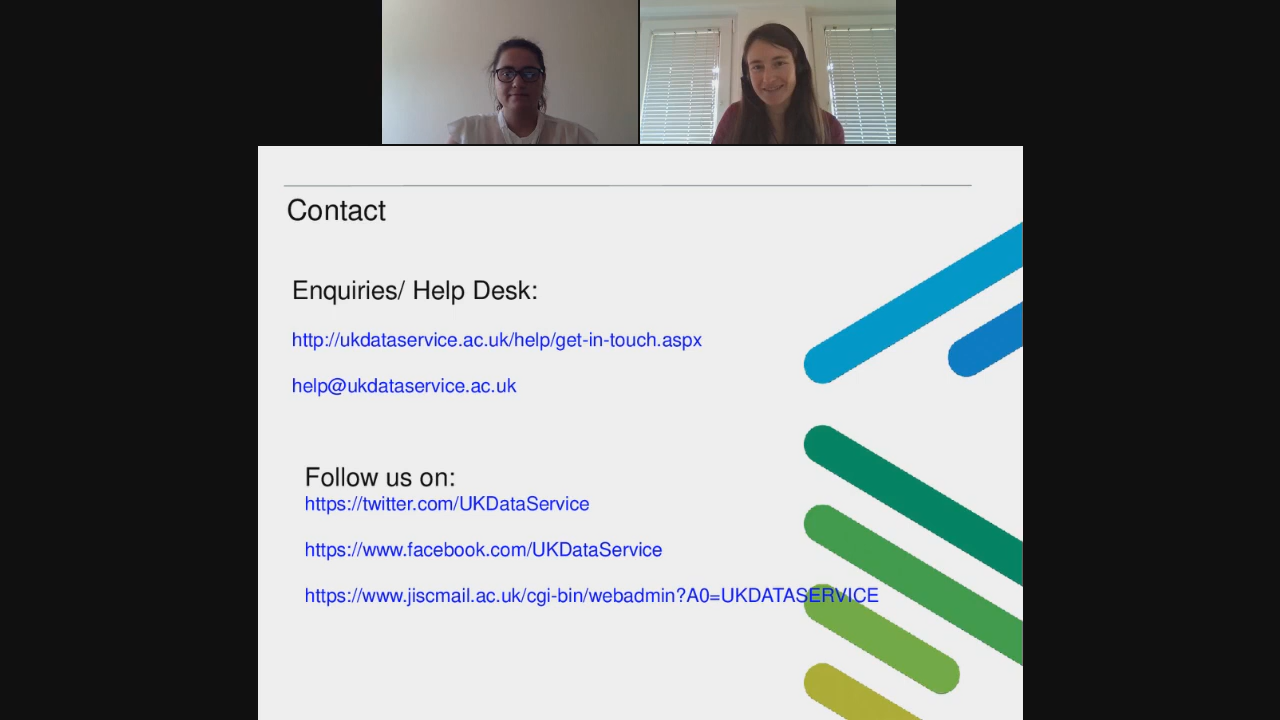 Contact
Enquiries/ Help Desk:
http://ukdataservice.ac.uk/help/get-in-touch.aspx
help@ukdataservice.ac.uk
Follow us on:
https://twitter.com/UKDataService
https://www.facebook.com/UKDataService
https://www.jiscmail.ac.uk/cgi-bin/webadmin?A0=UKDATASERVICE